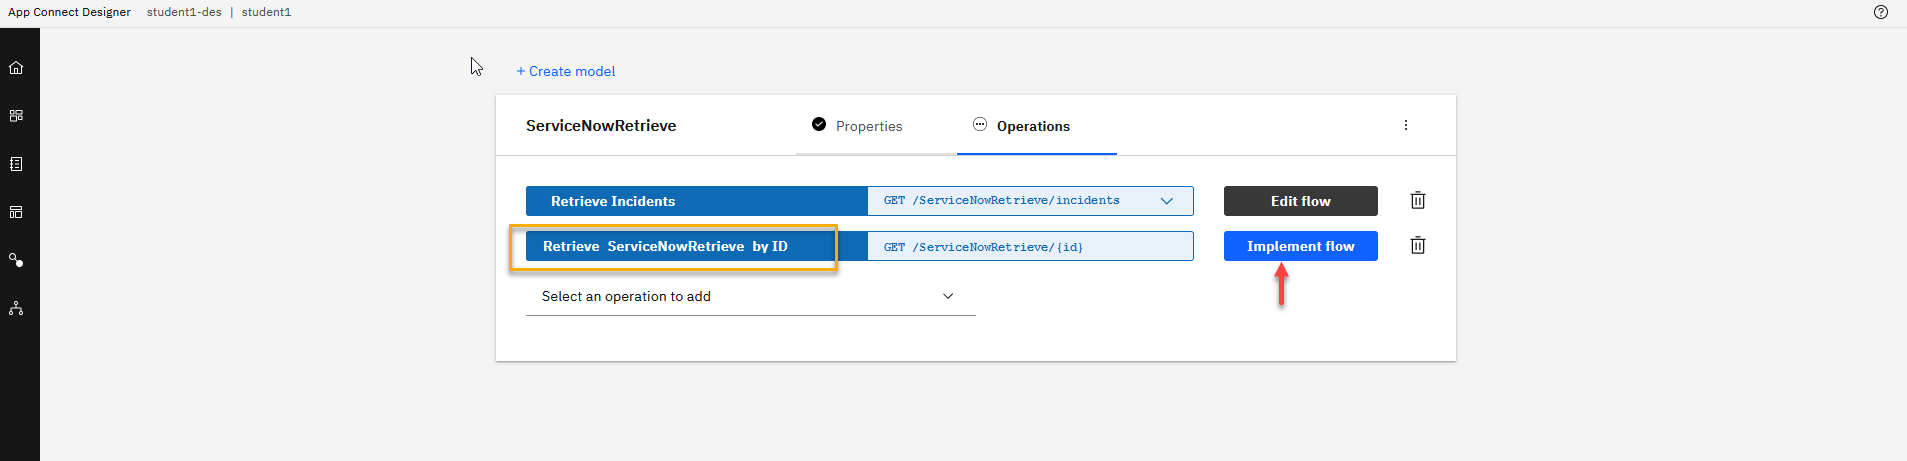 App Connect Designer student1-des | student1
+ Create model
ServiceNowRetrieve Properties Operations
Retrieve Incidents GET /ServiceNowRetrieve/incidents Edit flow
Retrieve ServiceNowRetrieve by ID GET /ServiceNowRetrieve/{id} Implement flow
Select an operation to add